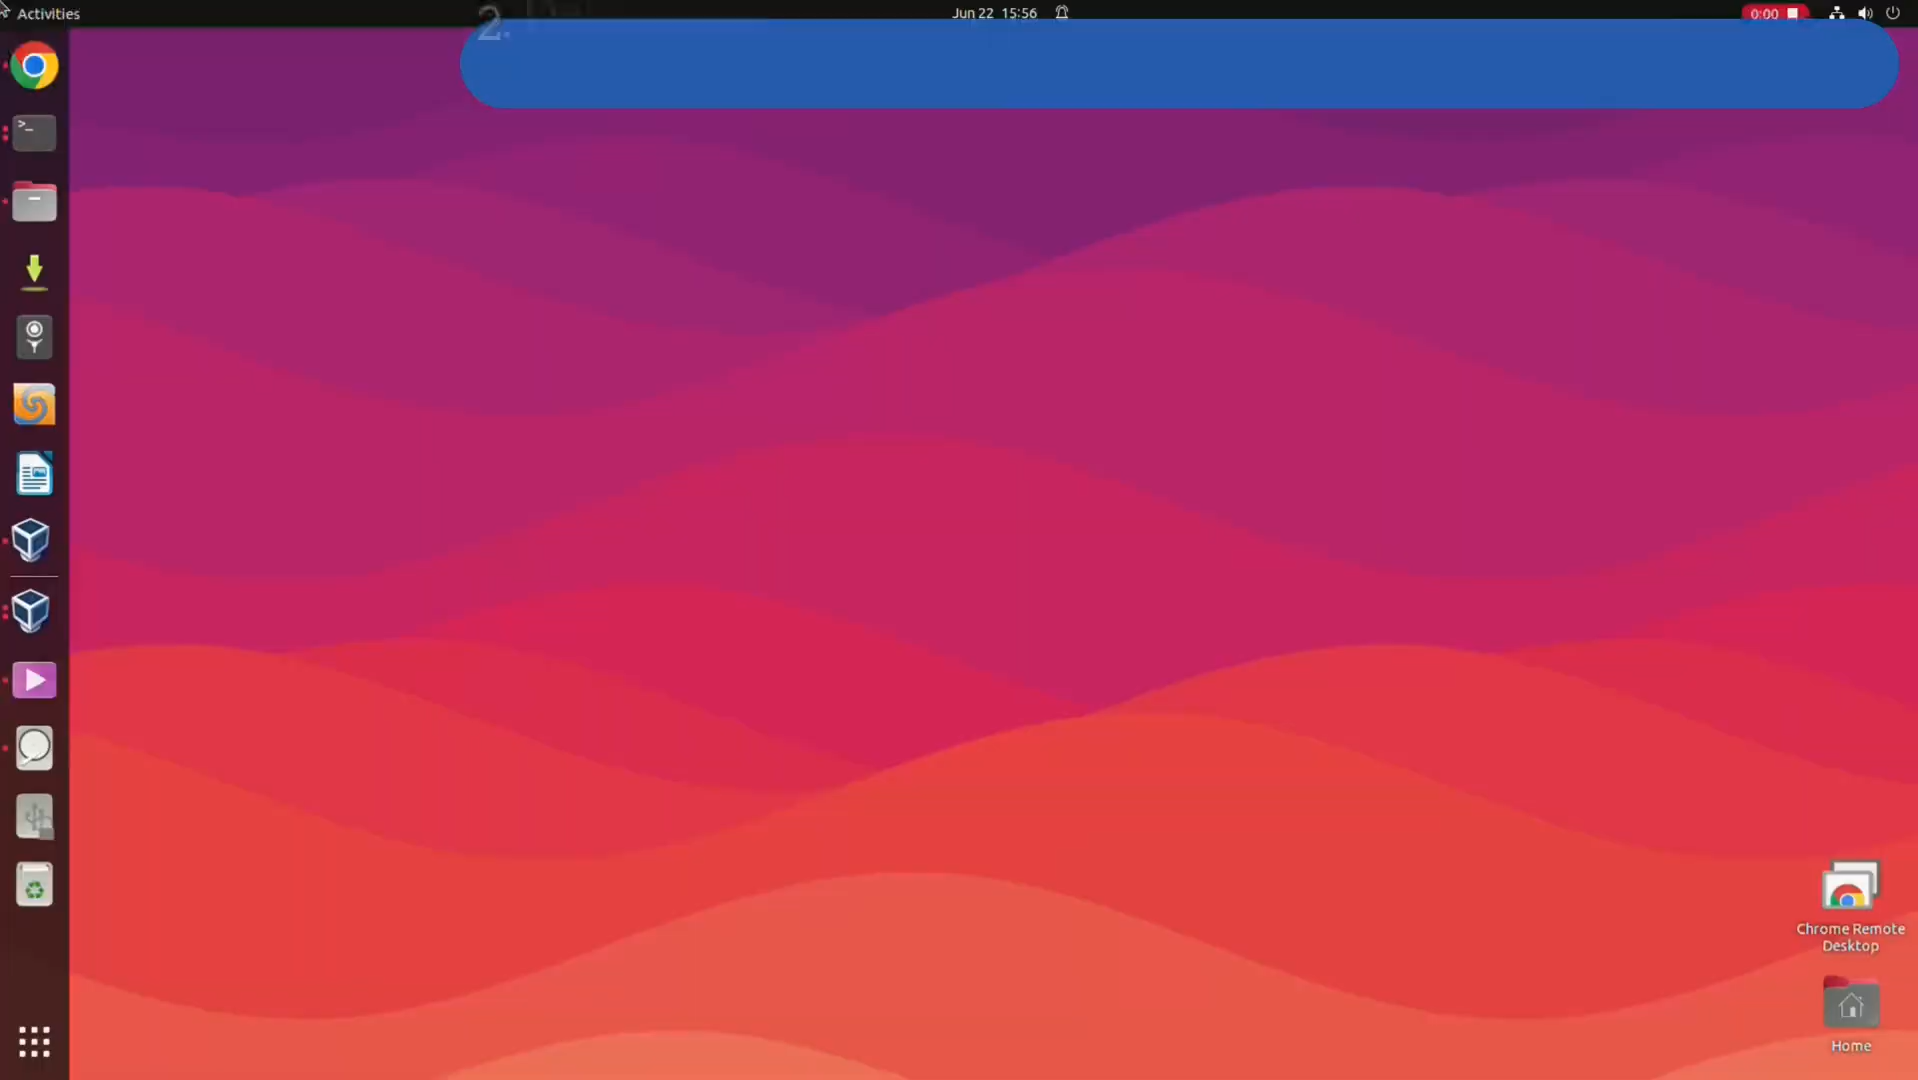 Activities
Jun 22 15:56
0:00
2.
>_
Chrome Remote
Desktop
Home